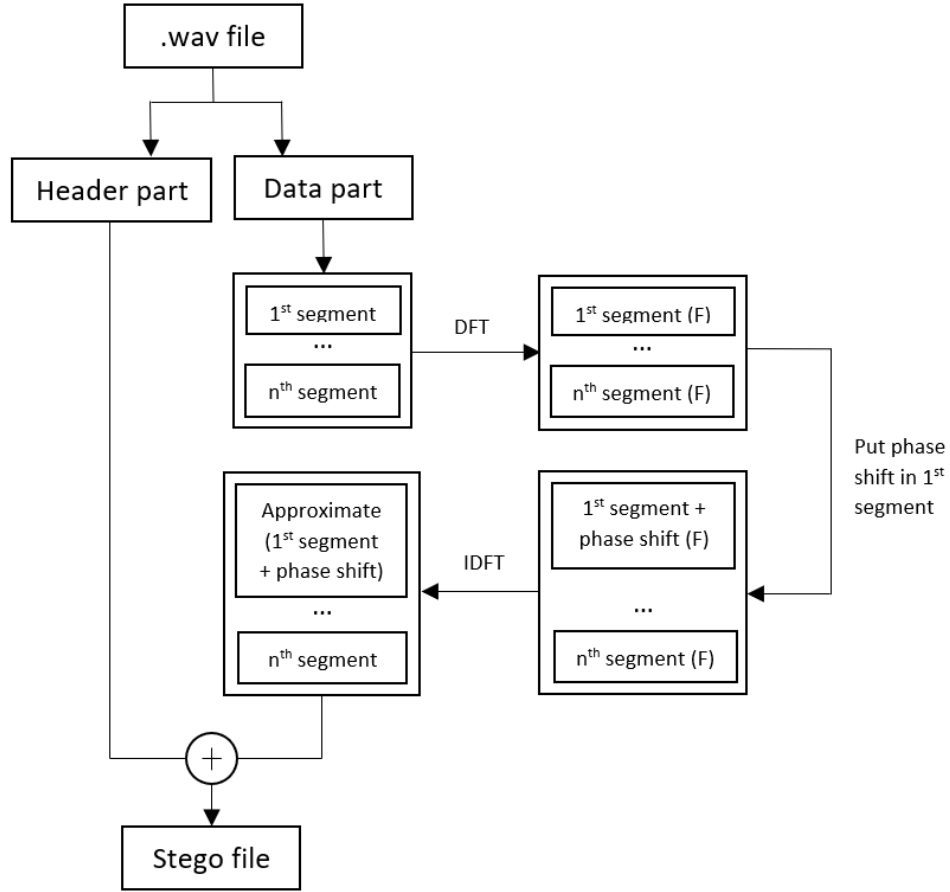 .wav file
Header part
Data part
1st segment
...
nth segment
DFT
1st segment (F)
...
nth segment (F)
Put phase
shift in 1st
segment
1st segment +
phase shift (F)
...
nth segment (F)
IDFT
Approximate
(1st segment
+ phase shift)
...
nth segment
+
Stego file